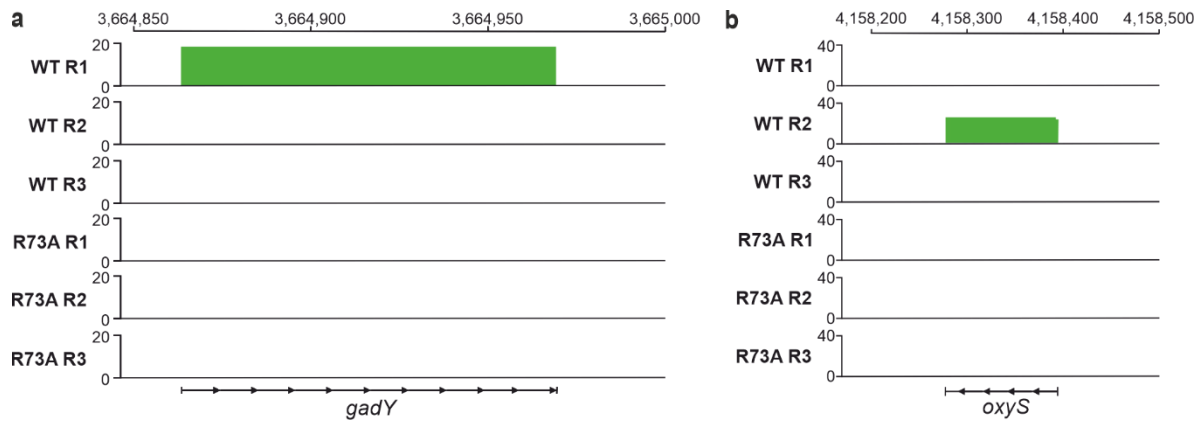 a
3,664,850 3,664,900 3,664,950 3,665,000
WT R1 20 0
WT R2 20 0
WT R3 20 0
R73A R1 20 0
R73A R2 20 0
R73A R3 20 0
gadY
b
4,158,200 4,158,300 4,158,400 4,158,500
WT R1 40 0
WT R2 40 0
WT R3 40 0
R73A R1 40 0
R73A R2 40 0
R73A R3 40 0
oxyS